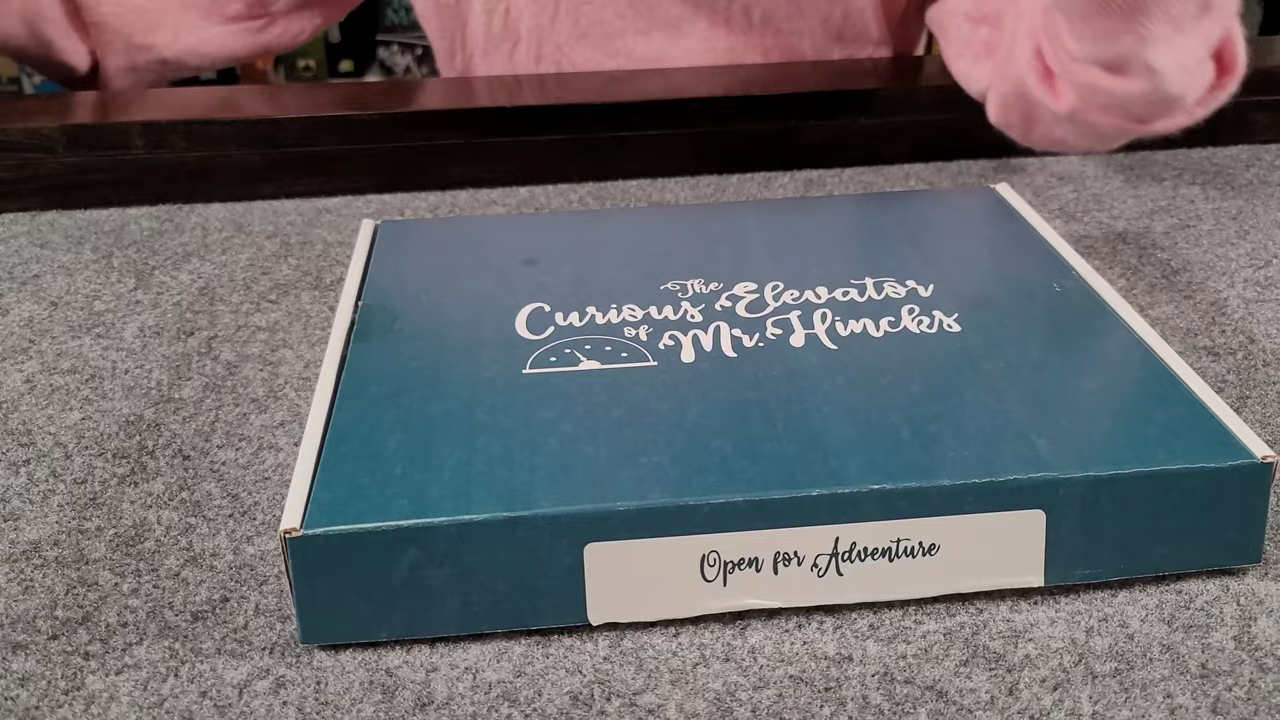 The
Curious Elevator
of Mr. Hincks
Open for Adventure